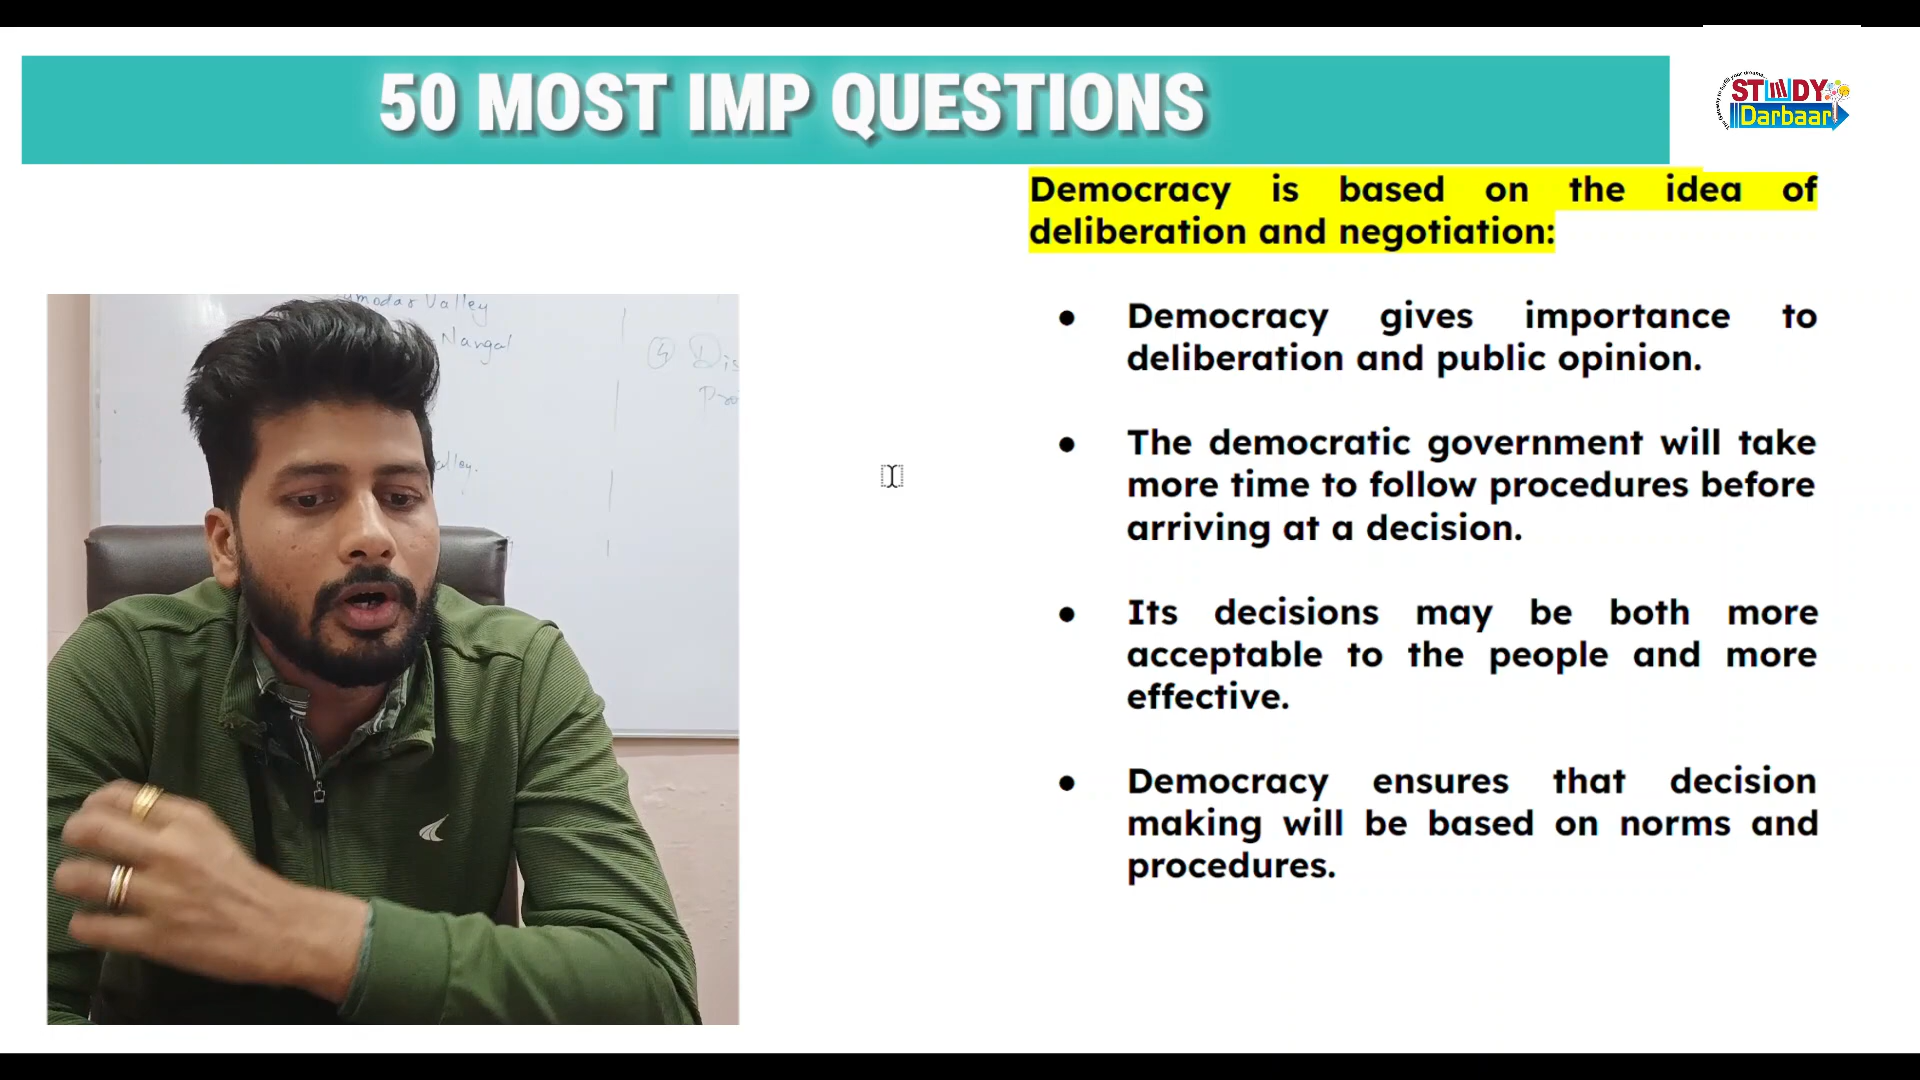 50 MOST IMP QUESTIONS
STUDY
Darbaar
Democracy is based on the idea of
deliberation and negotiation:
● Democracy gives importance to
deliberation and public opinion.
● The democratic government will take
more time to follow procedures before
arriving at a decision.
● Its decisions may be both more
acceptable to the people and more
effective.
● Democracy ensures that decision
making will be based on norms and
procedures.
Valley
Nangal